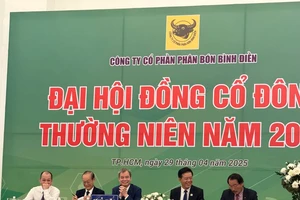 CÔNG TY CỔ PHẦN PHÂN BÓN BÌNH ĐIỀN
ĐẠI HỘI ĐỒNG CỔ ĐÔN
THƯỜNG NIÊN NĂM 20
TP.HCM, ngày 29 tháng 04 năm 2025